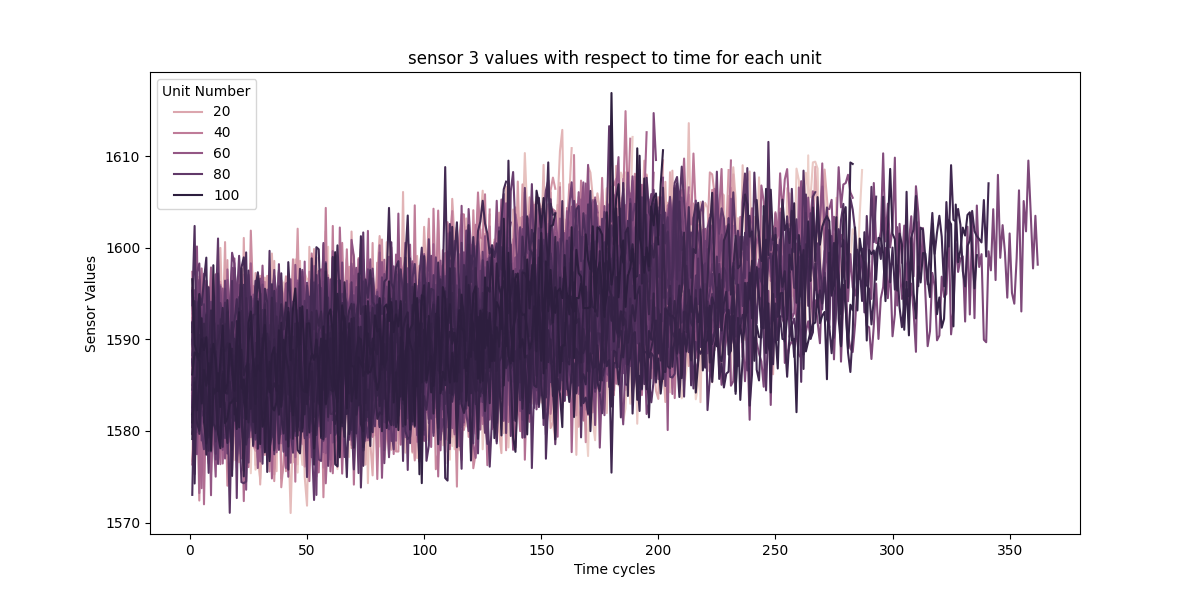 sensor 3 values with respect to time for each unit
Unit Number
20
40
60
80
100
1610
1600
1590
1580
1570
Sensor Values
0 50 100 150 200 250 300 350
Time cycles